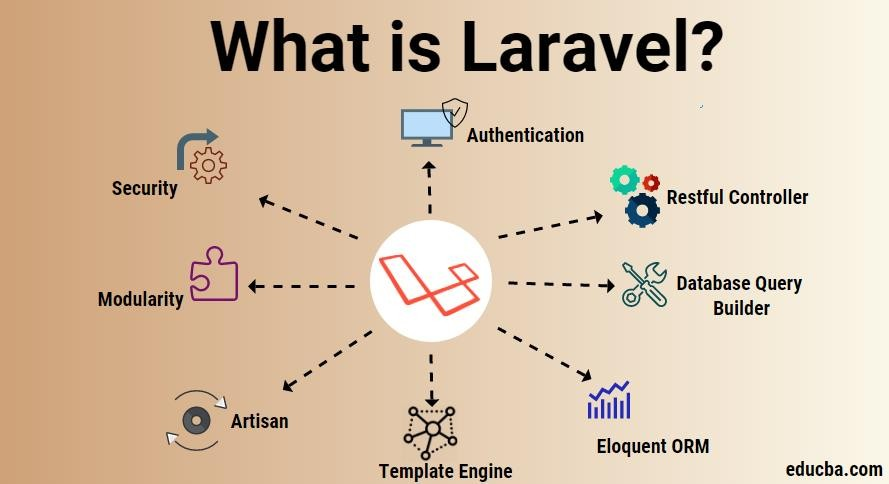 What is Laravel?
Authentication
Security
Restful Controller
Modularity
Database Query
Builder
Artisan
Eloquent ORM
Template Engine
educba.com